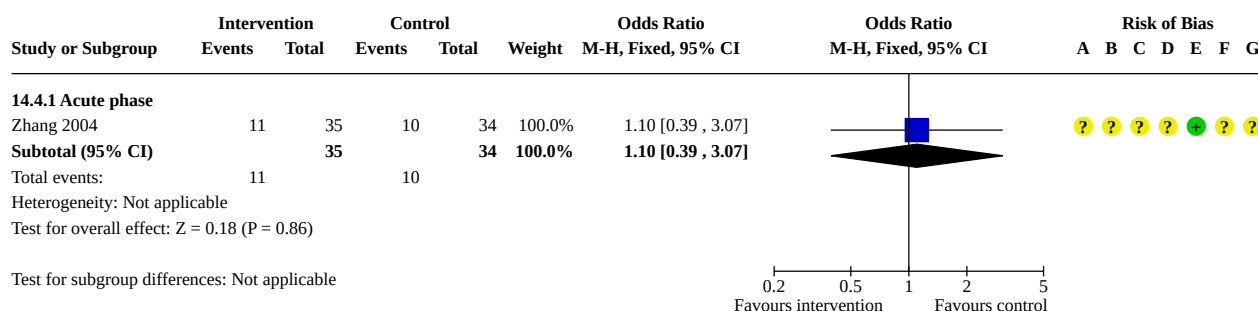 Intervention Control Odds Ratio Odds Ratio Risk of Bias
Study or Subgroup Events Total Events Total Weight M-H, Fixed, 95% CI M-H, Fixed, 95% CI A B C D E F G
14.4.1 Acute phase
Zhang 2004 11 35 10 34 100.0% 1.10 [0.39 , 3.07] ? ? ? ? + ? ?
Subtotal (95% CI) 35 34 100.0% 1.10 [0.39 , 3.07]
Total events: 11 10
Heterogeneity: Not applicable
Test for overall effect: Z = 0.18 (P = 0.86)
Test for subgroup differences: Not applicable
0.2 0.5 1 2 5
Favours intervention Favours control